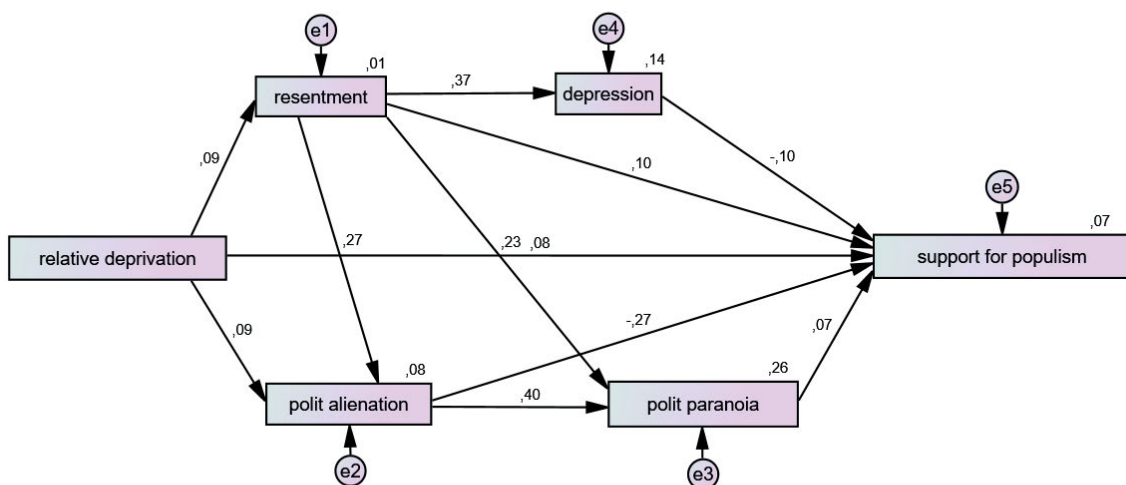 e1
e4
,01
,14
resentment
,37
depression
,09
,10
-,10
e5
,07
,27
,23
,08
relative deprivation
support for populism
,09
-,27
,07
,08
,26
polit alienation
,40
polit paranoia
e2
e3